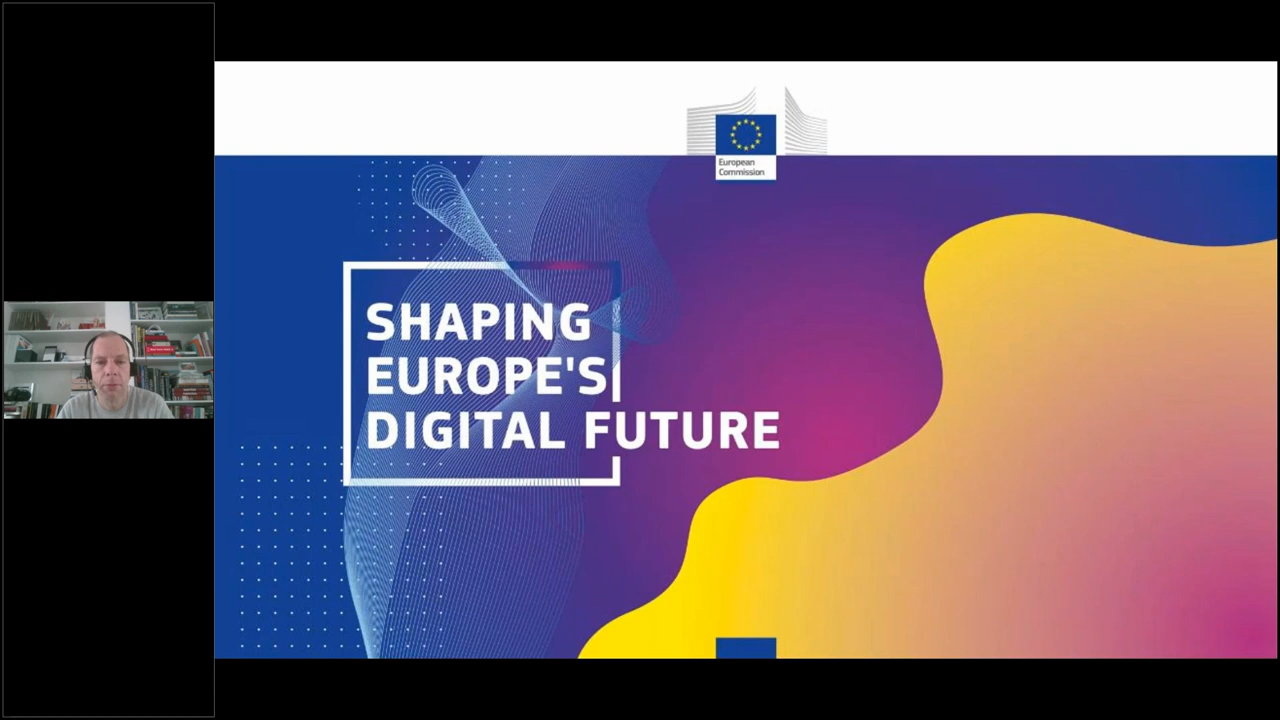 European
Commission
SHAPING
EUROPE'S
DIGITAL FUTURE